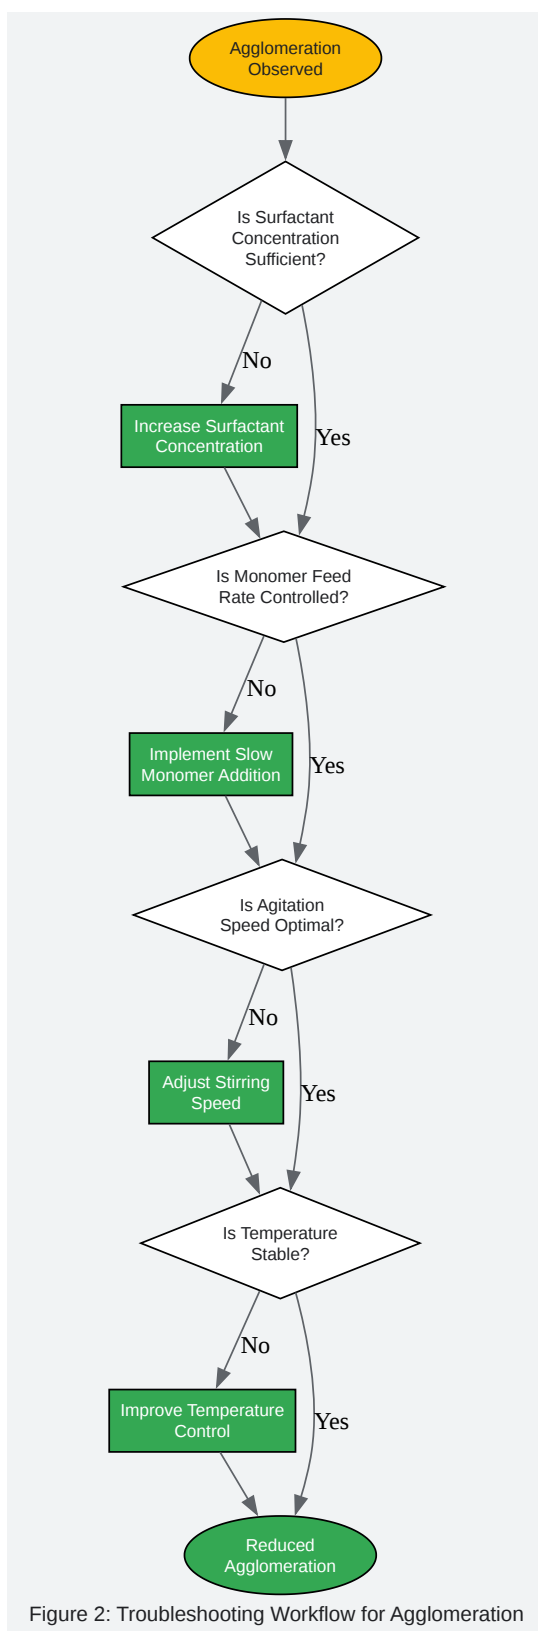 Agglomeration
Observed
Is Surfactant
Concentration
Sufficient?
No
Increase Surfactant
Concentration
Yes
Is Monomer Feed
Rate Controlled?
No
Implement Slow
Monomer Addition
Yes
Is Agitation
Speed Optimal?
No
Adjust Stirring
Speed
Yes
Is Temperature
Stable?
No
Improve Temperature
Control
Yes
Reduced
Agglomeration
Figure 2: Troubleshooting Workflow for Agglomeration